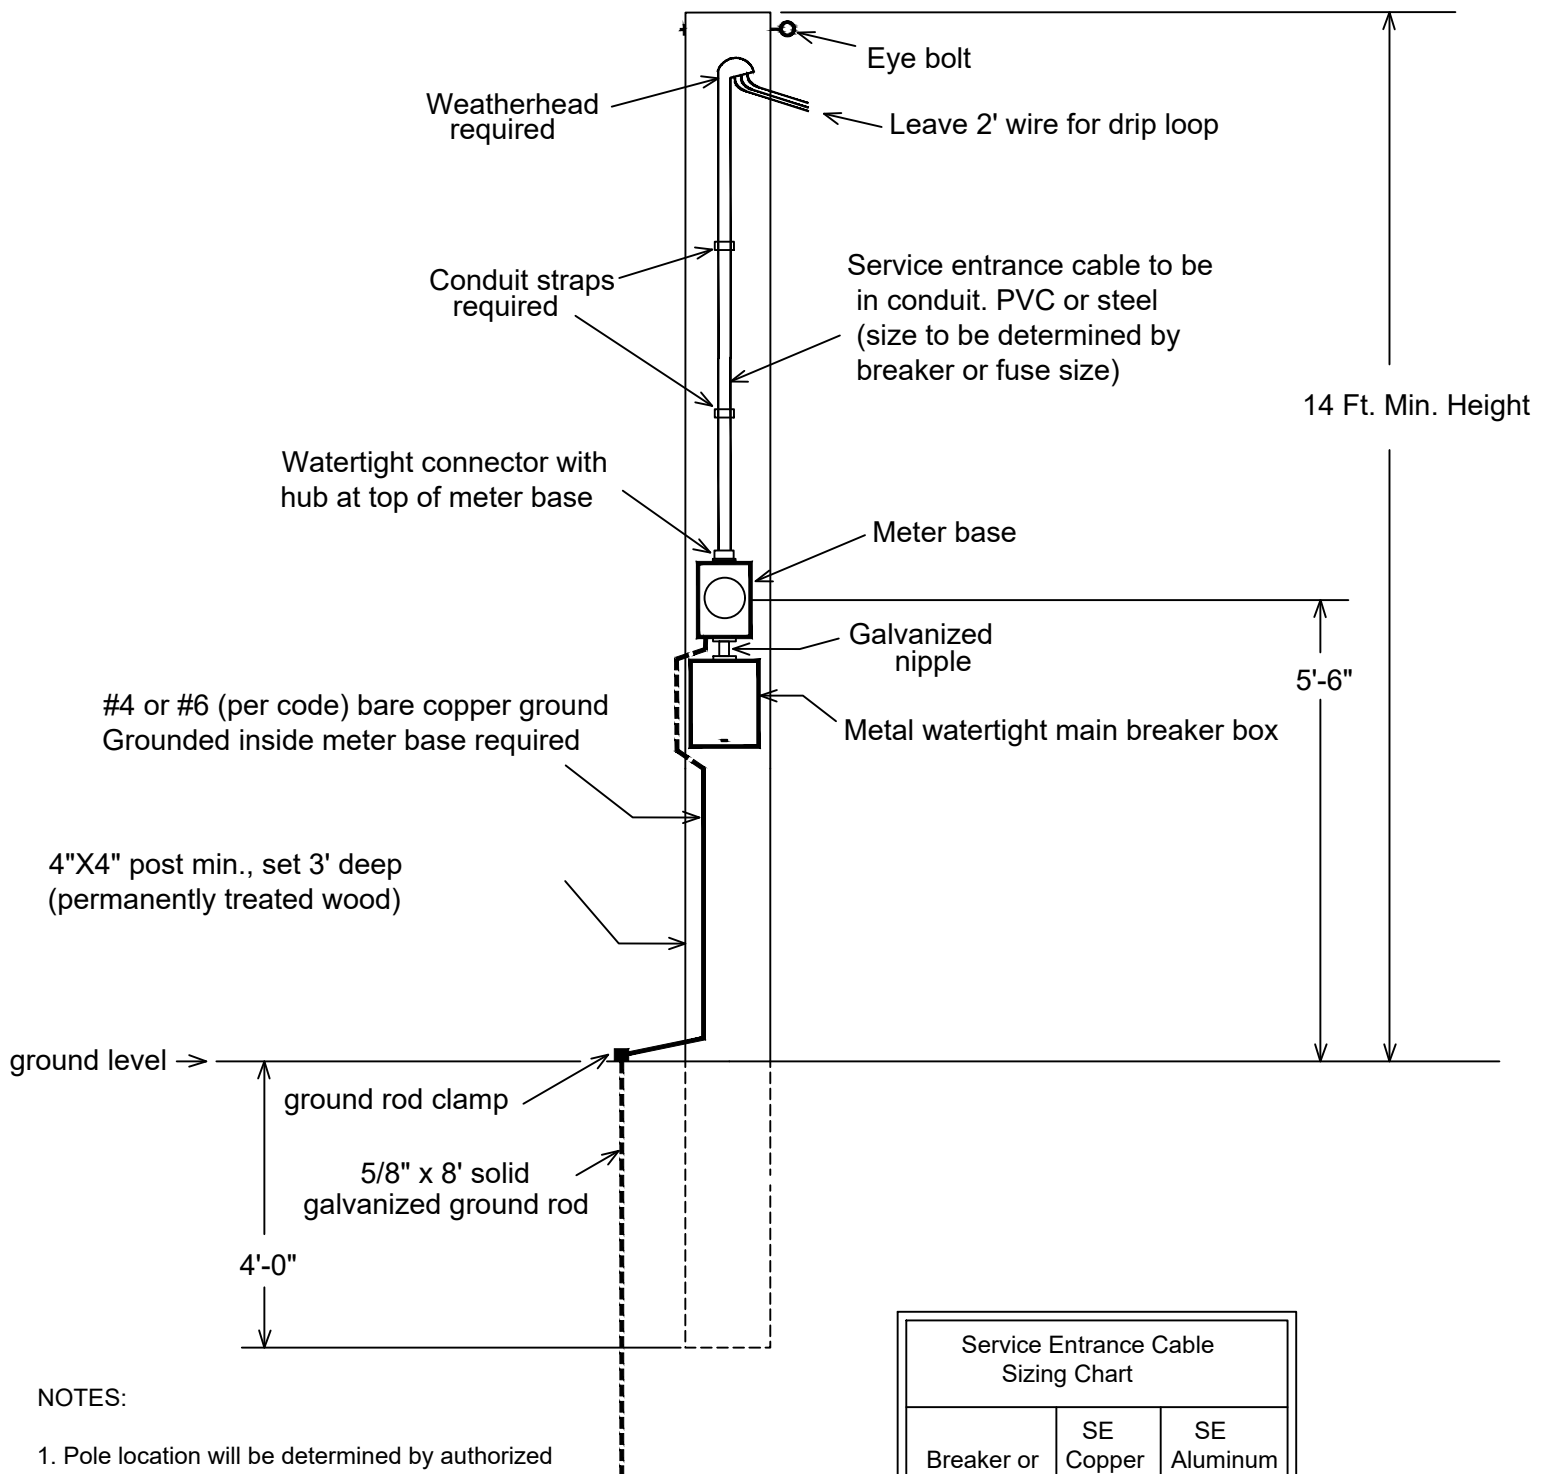 Eye bolt
Weatherhead
required
Leave 2' wire for drip loop
Conduit straps
required
Service entrance cable to be
in conduit. PVC or steel
(size to be determined by
breaker or fuse size)
14 Ft. Min. Height
Watertight connector with
hub at top of meter base
Meter base
Galvanized
nipple
5'-6"
#4 or #6 (per code) bare copper ground
Grounded inside meter base required
Metal watertight main breaker box
4"X4" post min., set 3' deep
(permanently treated wood)
ground level
ground rod clamp
5/8" x 8' solid
galvanized ground rod
4'-0"
NOTES:
1. Pole location will be determined by authorized
Service Entrance Cable
Sizing Chart
Breaker or
SE
Copper
SE
Aluminum